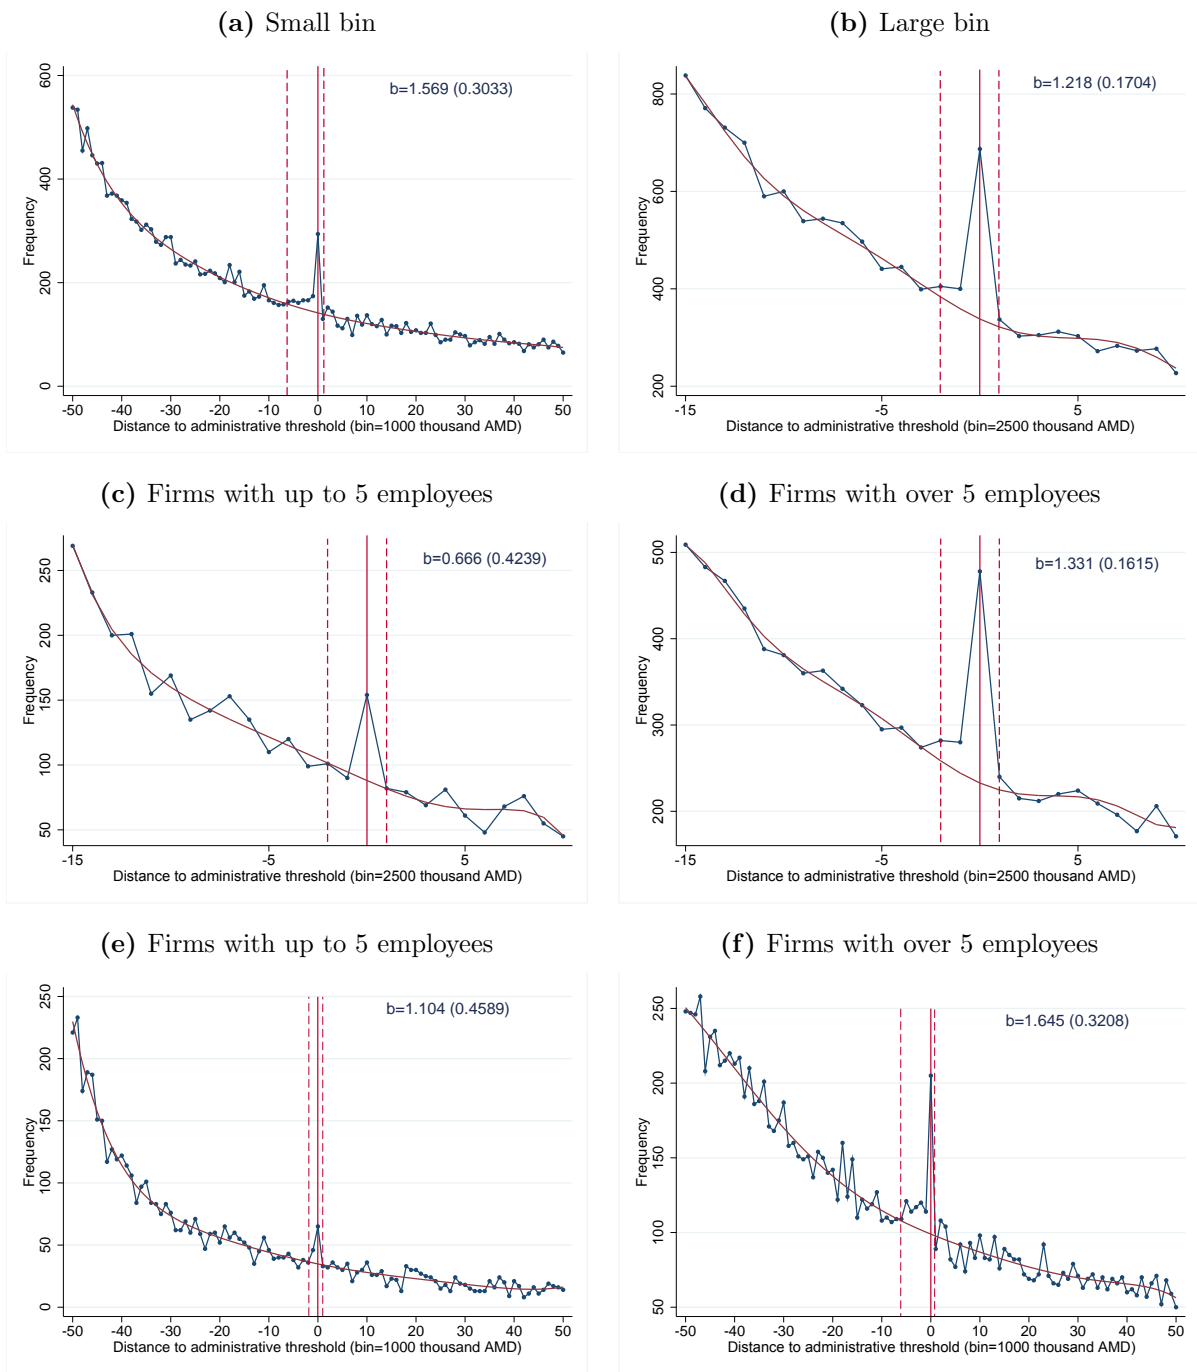 (a) Small bin
b=1.569 (0.3033)
Frequency
0
200
400
600
-50 -40 -30 -20 -10 0 10 20 30 40 50
Distance to administrative threshold (bin=1000 thousand AMD)
(b) Large bin
b=1.218 (0.1704)
Frequency
200
400
600
800
-15 -5 5
Distance to administrative threshold (bin=2500 thousand AMD)
(c) Firms with up to 5 employees
b=0.666 (0.4239)
Frequency
50
100
150
200
250
-15 -5 5
Distance to administrative threshold (bin=2500 thousand AMD)
(d) Firms with over 5 employees
b=1.331 (0.1615)
Frequency
200
300
400
500
-15 -5 5
Distance to administrative threshold (bin=2500 thousand AMD)
(e) Firms with up to 5 employees
b=1.104 (0.4589)
Frequency
0
50
100
150
200
250
-50 -40 -30 -20 -10 0 10 20 30 40 50
Distance to administrative threshold (bin=1000 thousand AMD)
(f) Firms with over 5 employees
b=1.645 (0.3208)
Frequency
50
100
150
200
250
-50 -40 -30 -20 -10 0 10 20 30 40 50
Distance to administrative threshold (bin=1000 thousand AMD)